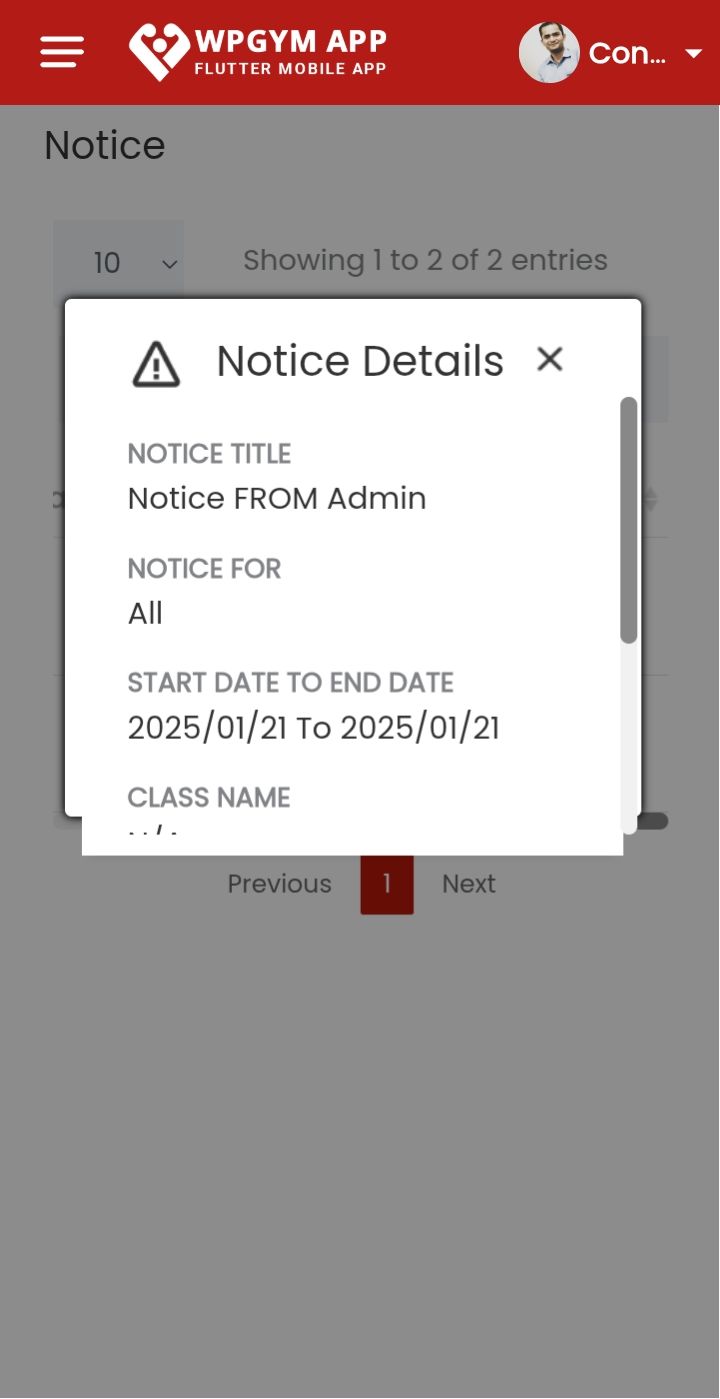 WPGYM APP
FLUTTER MOBILE APP
Con...
Notice
10
Showing 1 to 2 of 2 entries
Notice Details
NOTICE TITLE
Notice FROM Admin
NOTICE FOR
All
START DATE TO END DATE
2025/01/21 To 2025/01/21
CLASS NAME
Previous 1 Next